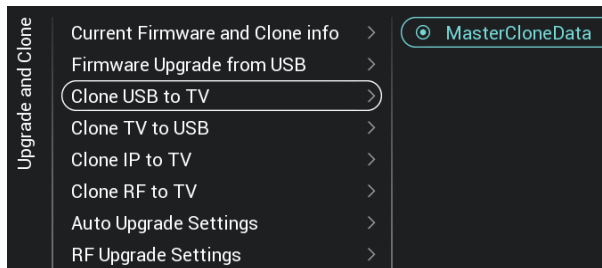 Upgrade and Clone
Current Firmware and Clone info
Firmware Upgrade from USB
Clone USB to TV
Clone TV to USB
Clone IP to TV
Clone RF to TV
Auto Upgrade Settings
RF Upgrade Settings
MasterCloneData